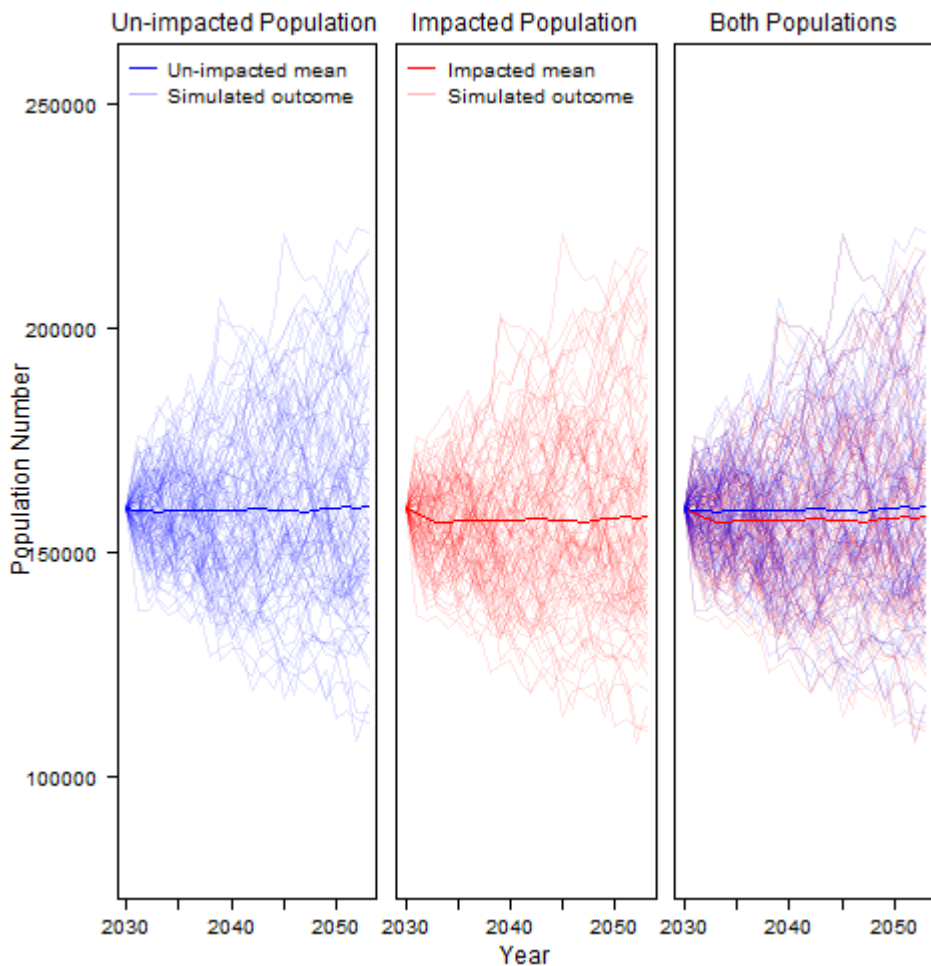 Un-impacted Population
Impacted Population
Both Populations
Un-impacted mean
Simulated outcome
Impacted mean
Simulated outcome
250000
200000
150000
100000
Population Number
2030 2040 2050
2030 2040 2050
2030 2040 2050
Year